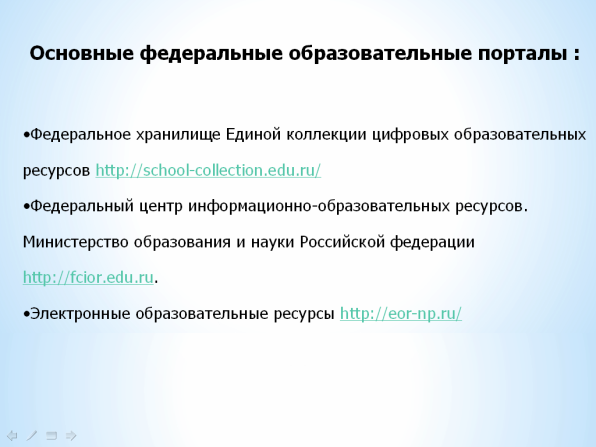 Основные федеральные образовательные порталы :
•Федеральное хранилище Единой коллекции цифровых образовательных
ресурсов http://school-collection.edu.ru/
•Федеральный центр информационно-образовательных ресурсов.
Министерство образования и науки Российской федерации
http://fcior.edu.ru.
•Электронные образовательные ресурсы http://eor-np.ru/